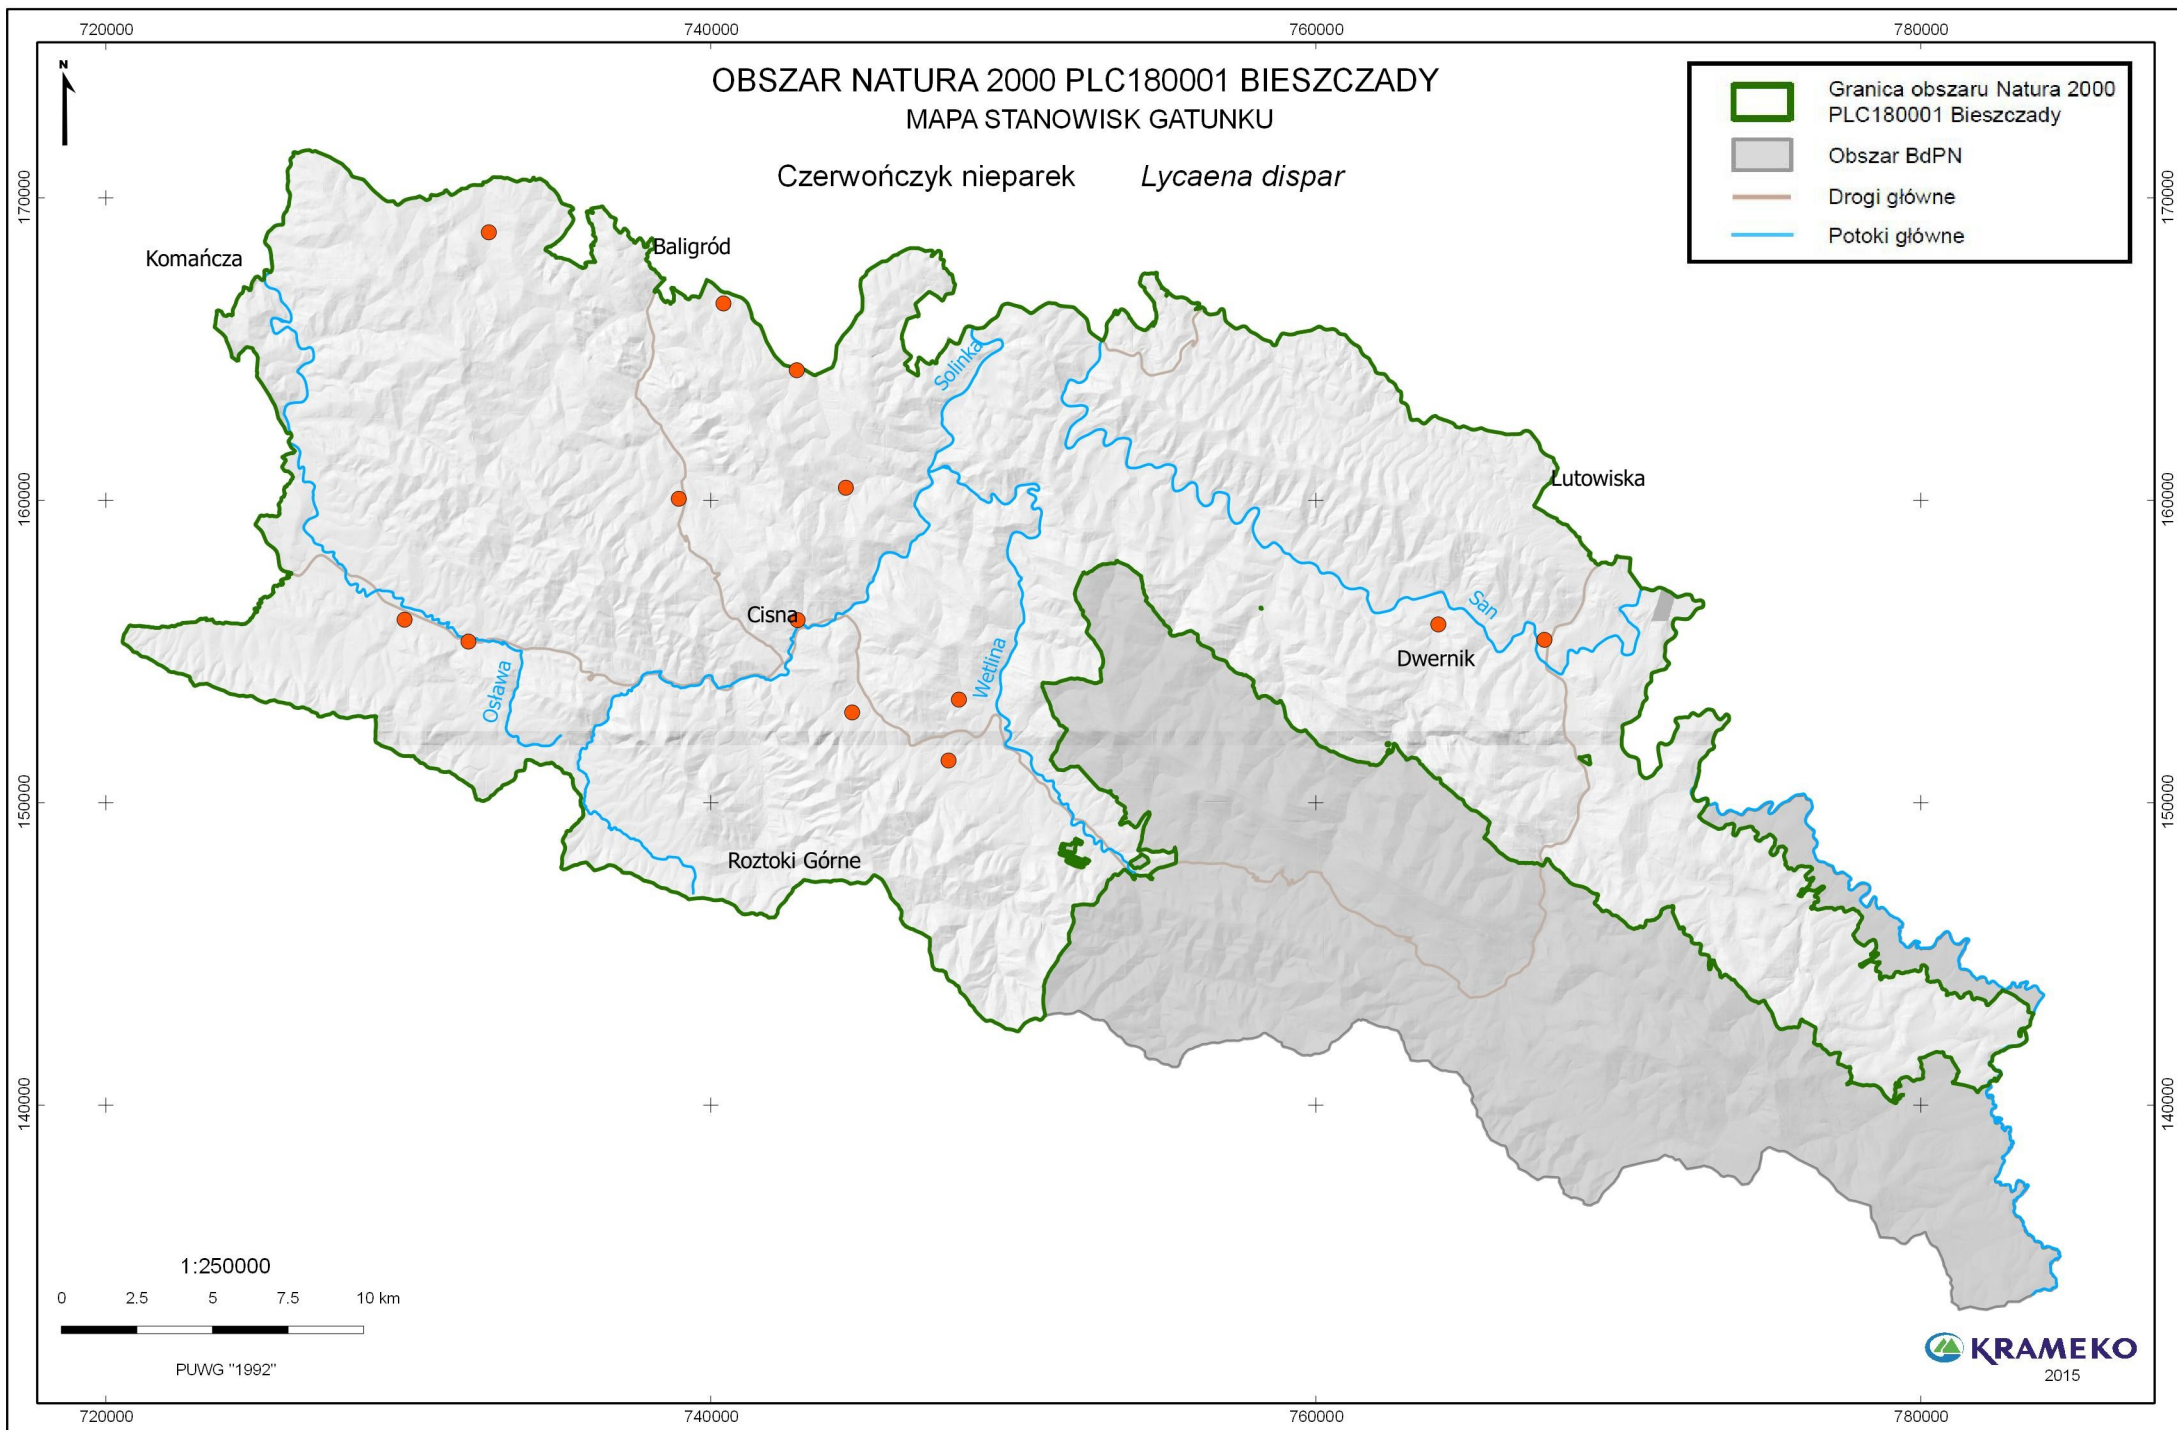 720000 740000 760000 780000
N
OBSZAR NATURA 2000 PLC180001 BIESZCZADY
MAPA STANOWISK GATUNKU
Czerwończyk nieparek Lycaena dispar
Granica obszaru Natura 2000
PLC180001 Bieszczady
Obszar BdPN
Drogi główne
Potoki główne
170000 170000
Komańcza
Baligród
Solinka
Lutowiska
160000 160000
Cisna
San
Dwernik
Wetlina
Osława
150000 150000
Roztoki Górne
140000 140000
1:250000
0 2.5 5 7.5 10 km
PUWG "1992"
KRAMEKO
2015
720000 740000 760000 780000